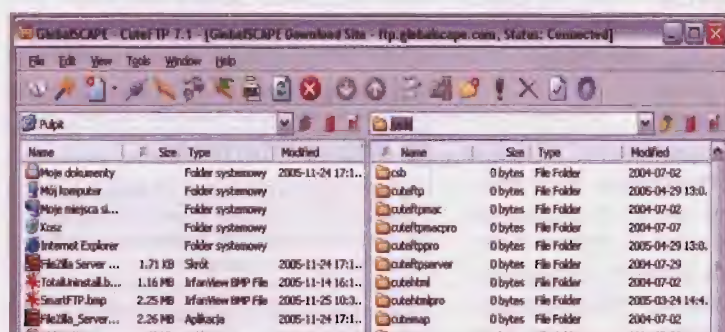 GlobalSCAPE - CuteFTP 7.1 - [GlobalSCAPE Download Site - ftp.globalscape.com, Status: Connected]
File Edit View Tools Window Help
Pulpit
Name Size Type Modified
Moje dokumenty Folder systemowy 2005-11-24 17:1...
Mój komputer Folder systemowy
Moje miejsca si... Folder systemowy
Kosz Folder systemowy
Internet Explorer Folder systemowy
FileZilla Server ... 1.71 KB Skrót 2005-11-24 17:1...
TotalUninstall.b... 1.16 MB IrfanView BMP File 2005-11-14 16:1...
SmartFTP.bmp 2.25 MB IrfanView BMP File 2005-11-25 10:3...
FileZilla_Server... 2.26 MB Aplikacja 2005-11-24 17:1...
Name Size Type Modified
csb 0 bytes File Folder 2004-07-02
cuteftp 0 bytes File Folder 2005-04-29 13:0...
cuteftpmac 0 bytes File Folder 2004-07-02
cuteftpmacpro 0 bytes File Folder 2004-07-07
cuteftppro 0 bytes File Folder 2005-04-29 13:0...
cuteftpserver 0 bytes File Folder 2004-07-29
cutehtml 0 bytes File Folder 2004-07-02
cutehtmlpro 0 bytes File Folder 2005-03-24 14:4...
cutemap 0 bytes File Folder 2004-07-02